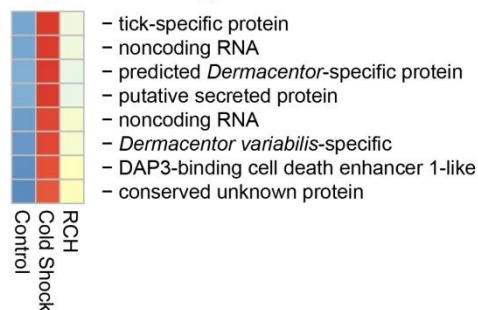 – tick-specific protein
– noncoding RNA
– predicted Dermacentor-specific protein
– putative secreted protein
– noncoding RNA
– Dermacentor variabilis-specific
– DAP3-binding cell death enhancer 1-like
– conserved unknown protein
Control
Cold Shock
RCH